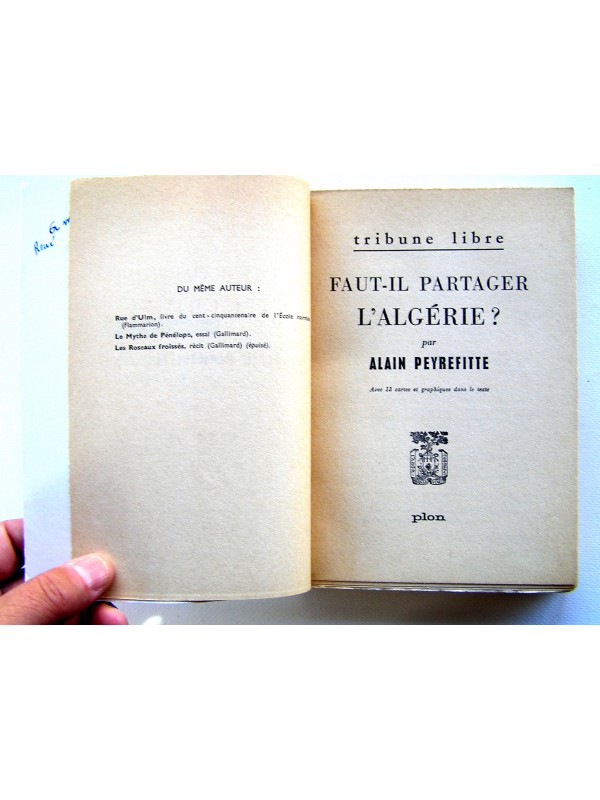 René
DU MÊME AUTEUR :
Rue d'Ulm, livre du cent-cinquantenaire de l'École
(Flammarion).
Le Mythe de Pénélope, essai (Gallimard).
Les Roseaux froissés, récit (Gallimard) (épuisé).
tribune libre
FAUT-IL PARTAGER
L'ALGÉRIE ?
par
ALAIN PEYREFITTE
Avec 32 cartes et graphiques dans le texte
plon